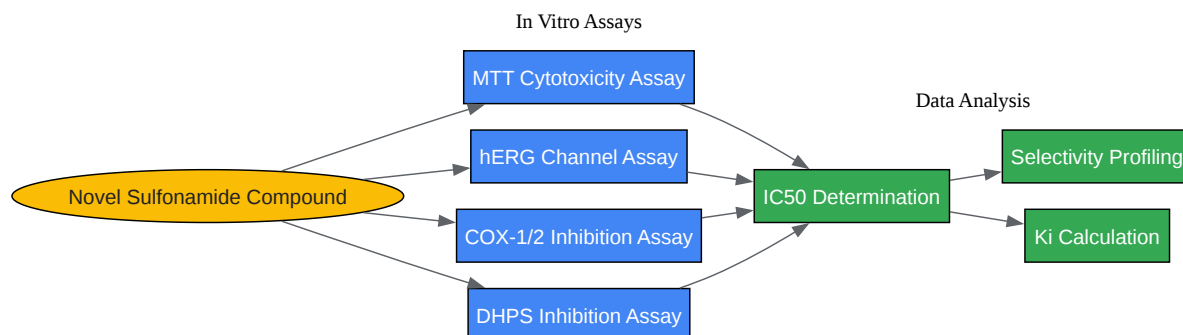 In Vitro Assays
MTT Cytotoxicity Assay
Data Analysis
hERG Channel Assay
Selectivity Profiling
Novel Sulfonamide Compound
IC50 Determination
COX-1/2 Inhibition Assay
Ki Calculation
DHPS Inhibition Assay